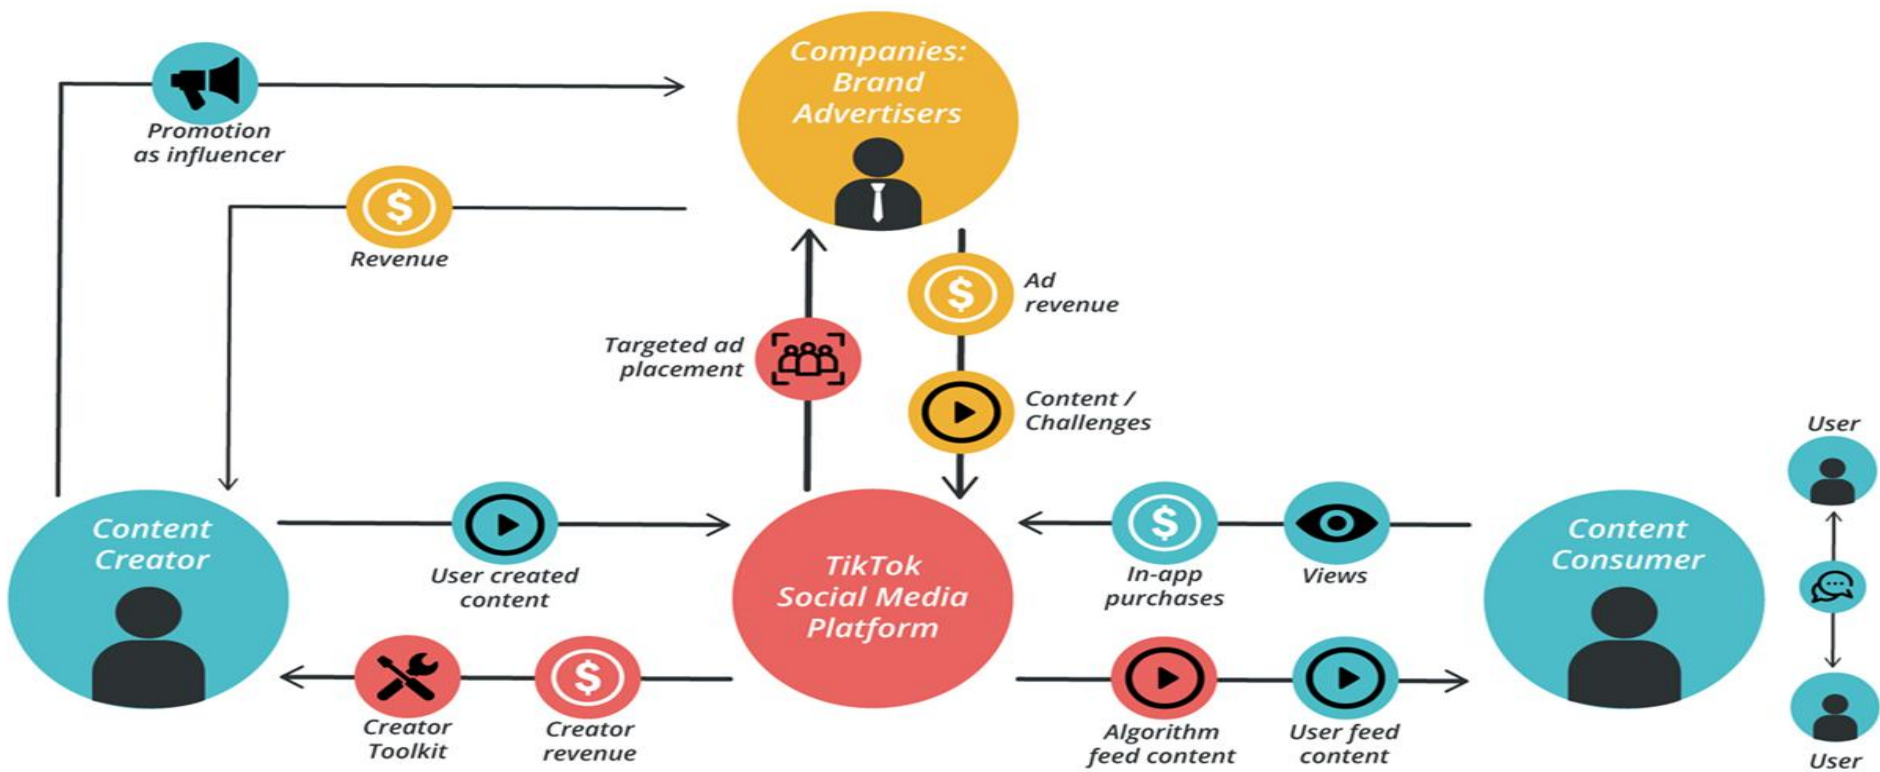 Companies:
Brand
Advertisers
Promotion
as influencer
$
Revenue
$
Ad
revenue
Targeted ad
placement
Content /
Challenges
User
Content
Creator
User created
content
TikTok
Social Media
Platform
$
In-app
purchases
Views
Content
Consumer
Creator
Toolkit
$
Creator
revenue
Algorithm
feed content
User feed
content
User